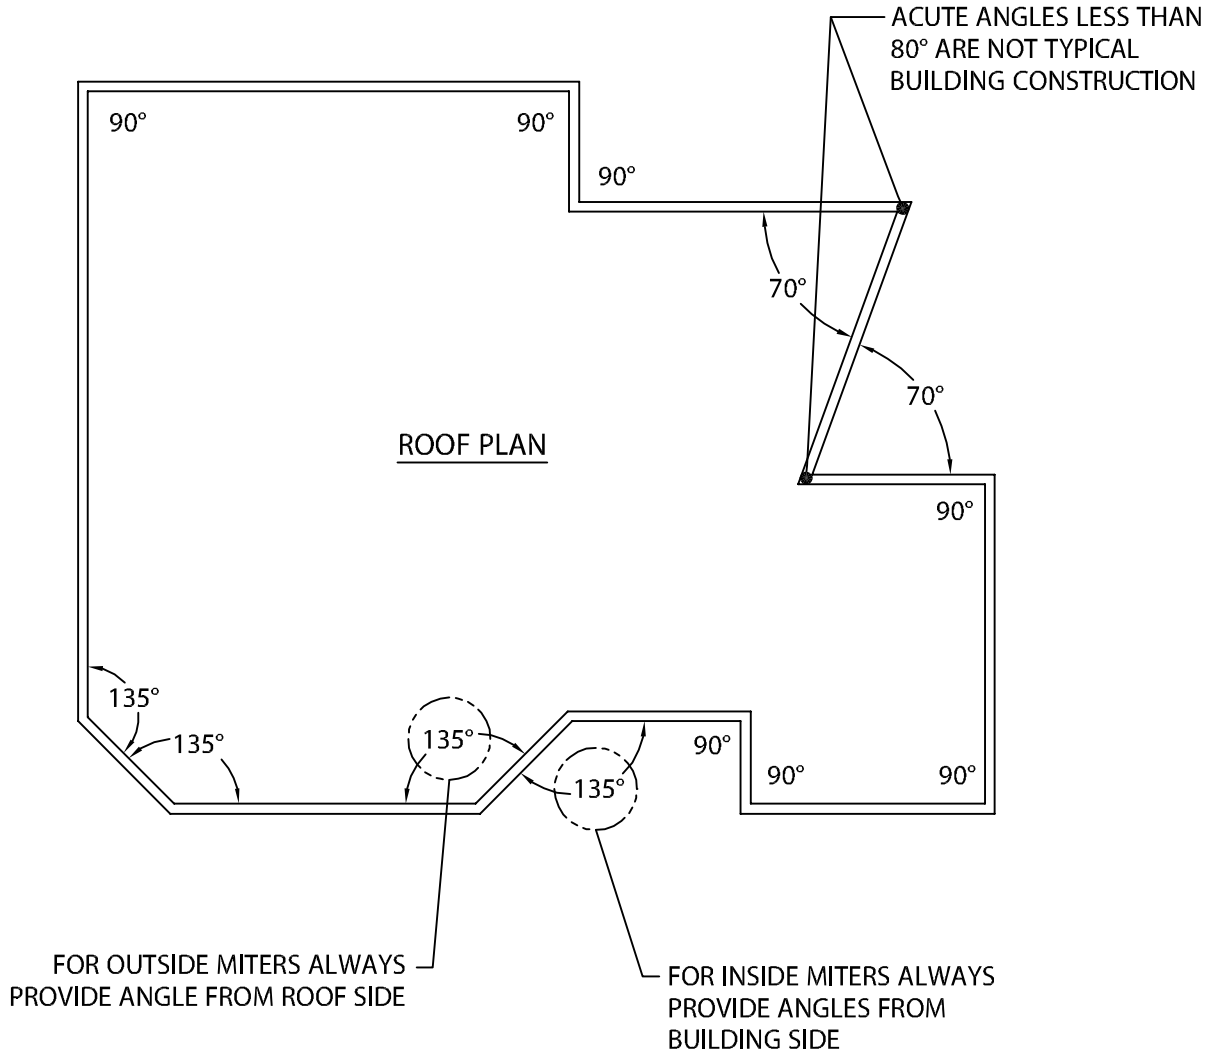 ACUTE ANGLES LESS THAN
80° ARE NOT TYPICAL
BUILDING CONSTRUCTION
90°
90°
90°
70°
70°
ROOF PLAN
90°
135°
135°
135°
135°
90°
90°
90°
FOR OUTSIDE MITERS ALWAYS
PROVIDE ANGLE FROM ROOF SIDE
FOR INSIDE MITERS ALWAYS
PROVIDE ANGLES FROM
BUILDING SIDE